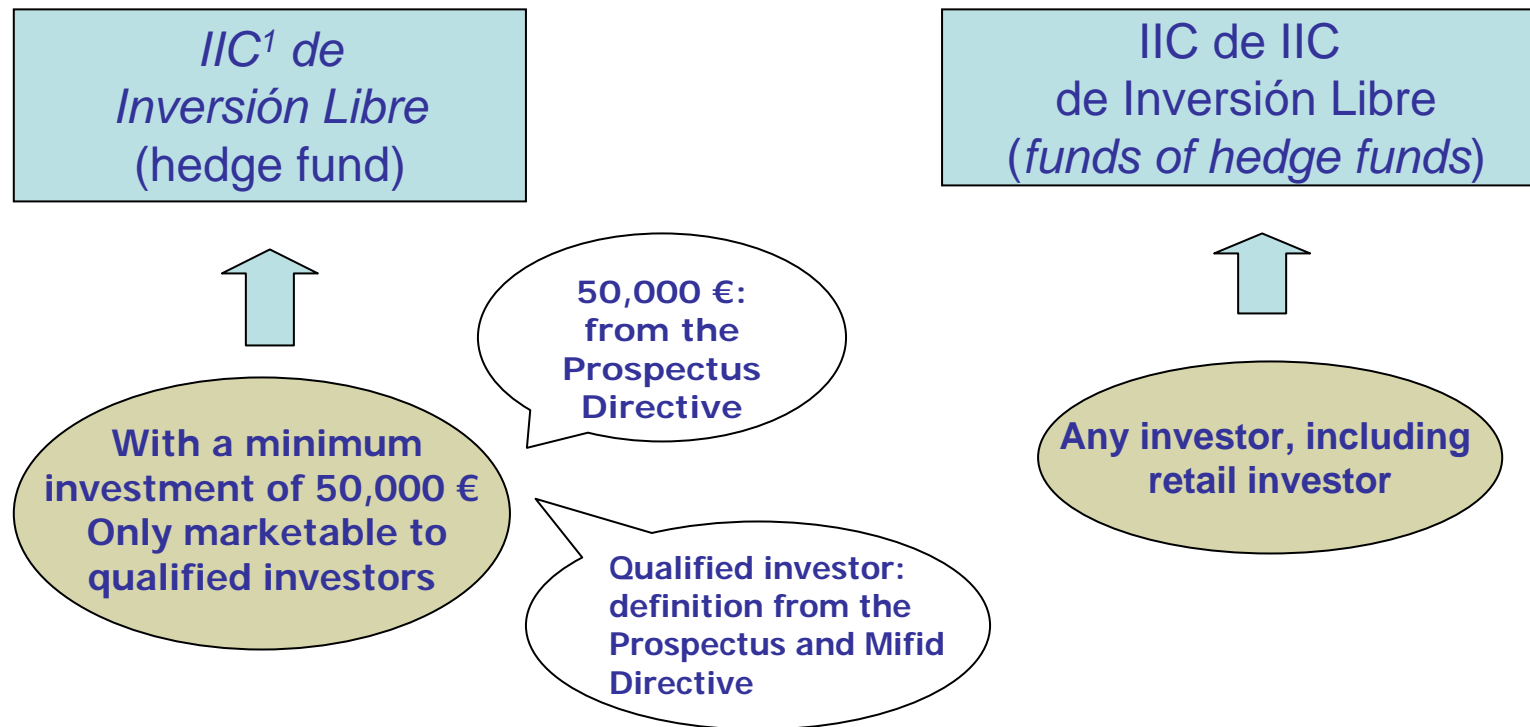 IIC¹ de
Inversión Libre
(hedge fund)
IIC de IIC
de Inversión Libre
(funds of hedge funds)
50,000 €:
from the
Prospectus
Directive
With a minimum
investment of 50,000 €
Only marketable to
qualified investors
Any investor, including
retail investor
Qualified investor:
definition from the
Prospectus and Mifid
Directive